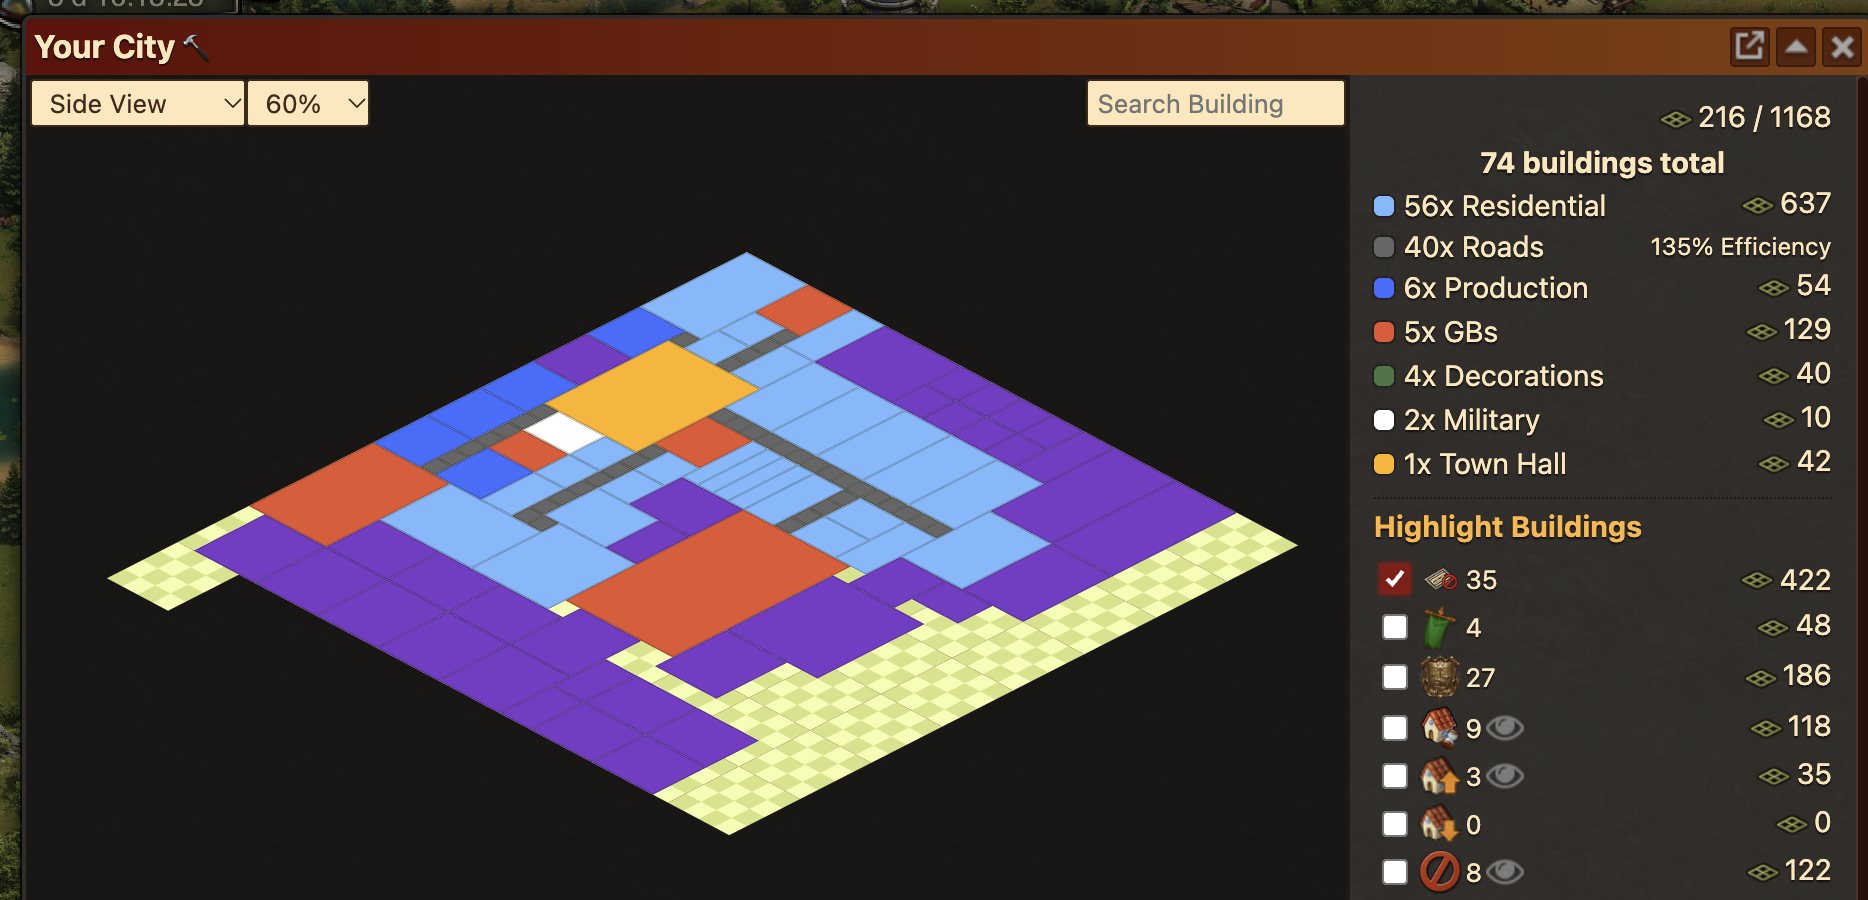 Your City
Side View
60%
Search Building
216 / 1168
74 buildings total
56x Residential 637
40x Roads 135% Efficiency
6x Production 54
5x GBs 129
4x Decorations 40
2x Military 10
1x Town Hall 42
Highlight Buildings
35 422
4 48
27 186
9 118
3 35
0 0
8 122